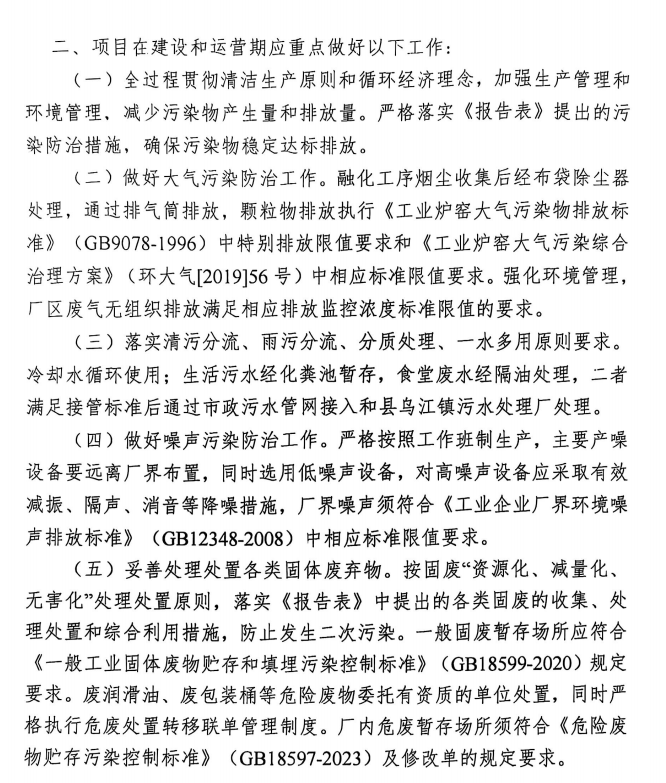 二、项目在建设和运营期应重点做好以下工作：
（一）全过程贯彻清洁生产原则和循环经济理念，加强生产管理和
环境管理，减少污染物产生量和排放量。严格落实《报告表》提出的污
染防治措施，确保污染物稳定达标排放。
（二）做好大气污染防治工作。融化工序烟尘收集后经布袋除尘器
处理，通过排气筒排放，颗粒物排放执行《工业炉窑大气污染物排放标
准》（GB9078-1996）中特别排放限值要求和《工业炉窑大气污染综合
治理方案》（环大气[2019]56 号）中相应标准限值要求。强化环境管理，
厂区废气无组织排放满足相应排放监控浓度标准限值的要求。
（三）落实清污分流、雨污分流、分质处理、一水多用原则要求。
冷却水循环使用；生活污水经化粪池暂存，食堂废水经隔油处理，二者
满足接管标准后通过市政污水管网接入和县乌江镇污水处理厂处理。
（四）做好噪声污染防治工作。严格按照工作班制生产，主要产噪
设备要远离厂界布置，同时选用低噪声设备，对高噪声设备应采取有效
减振、隔声、消音等降噪措施，厂界噪声须符合《工业企业厂界环境噪
声排放标准》（GB12348-2008）中相应标准限值要求。
（五）妥善处理处置各类固体废弃物。按固废“资源化、减量化、
无害化”处理处置原则，落实《报告表》中提出的各类固废的收集、处
理处置和综合利用措施，防止发生二次污染。一般固废暂存场所应符合
《一般工业固体废物贮存和填埋污染控制标准》（GB18599-2020）规定
要求。废润滑油、废包装桶等危险废物委托有资质的单位处置，同时严
格执行危废处置转移联单管理制度。厂内危废暂存场所须符合《危险废
物贮存污染控制标准》（GB18597-2023）及修改单的规定要求。